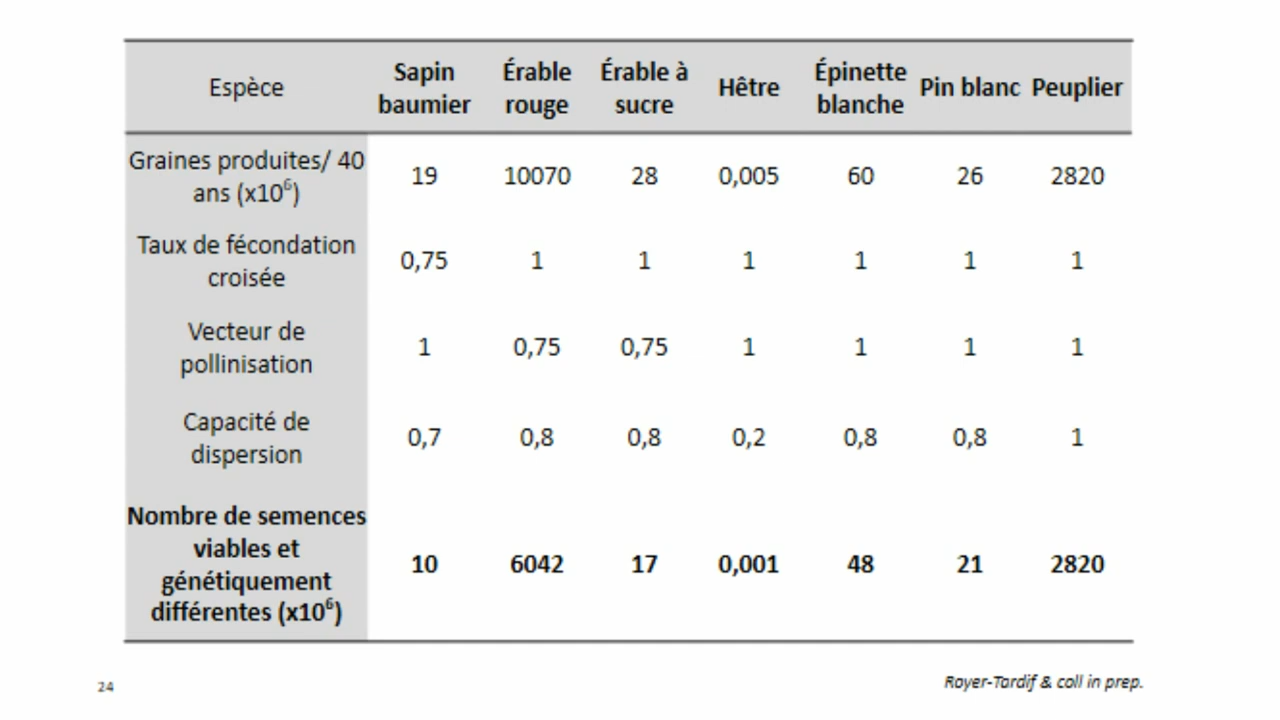 Espèce Sapin baumier Érable rouge Érable à sucre Hêtre Épinette blanche Pin blanc Peuplier
Graines produites/ 40 ans (x10⁶) 19 10070 28 0,005 60 26 2820
Taux de fécondation croisée 0,75 1 1 1 1 1 1
Vecteur de pollinisation 1 0,75 0,75 1 1 1 1
Capacité de dispersion 0,7 0,8 0,8 0,2 0,8 0,8 1
Nombre de semences viables et génétiquement différentes (x10⁶) 10 6042 17 0,001 48 21 2820
24
Royer-Tardif & coll in prep.